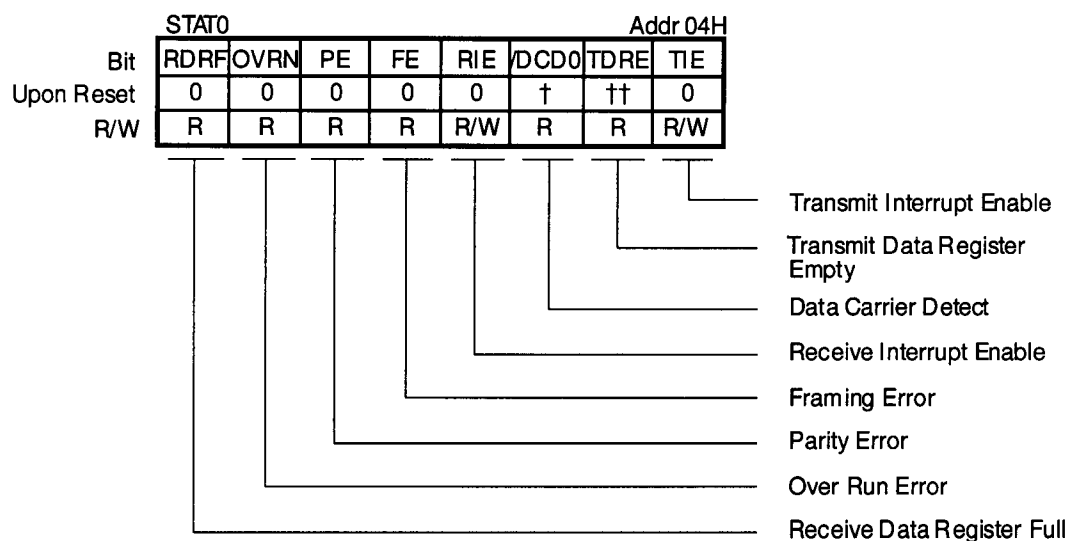 STAT0 Addr 04H
Bit RDRF OVRN PE FE RIE /DCD0 TDRE TIE
Upon Reset 0 0 0 0 0 † †† 0
R/W R R R R R/W R R R/W
Transmit Interrupt Enable
Transmit Data Register
Empty
Data Carrier Detect
Receive Interrupt Enable
Framing Error
Parity Error
Over Run Error
Receive Data Register Full